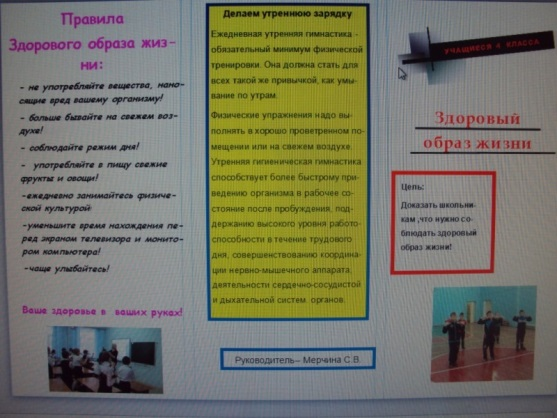 Правила
Здорового образа жиз-
ни:
- не употребляйте вещества, нано-
сящие вред вашему организму!
- больше бывайте на свежем воз-
духе!
- соблюдайте режим дня!
- употребляйте в пищу свежие
фрукты и овощи!
-ежедневно занимайтесь физиче-
ской культурой
-уменьшите время нахождения пе-
ред экраном телевизора и монито-
ром компьютера!
-чаще улыбайтесь!
Ваше здоровье в ваших руках!
Делаем утреннюю зарядку
Ежедневная утренняя гимнастика -
обязательный минимум физической
тренировки. Она должна стать для
всех такой же привычкой, как умы-
вание по утрам.
Физические упражнения надо вы-
полнять в хорошо проветренном по-
мещении или на свежем воздухе.
Утренняя гигиеническая гимнастика
способствует более быстрому при-
ведению организма в рабочее со-
стояние после пробуждения, под-
держанию высокого уровня работо-
способности в течение трудового
дня, совершенствованию координа-
ции нервно-мышечного аппарата,
деятельности сердечно-сосудистой
и дыхательной систем. органов.
Руководитель– Мерчина С.В.
УЧАЩИЕСЯ 4 КЛАССА
Здоровый
образ жизни
Цель:
Доказать школьни-
кам ,что нужно со-
блюдать здоровый
образ жизни!